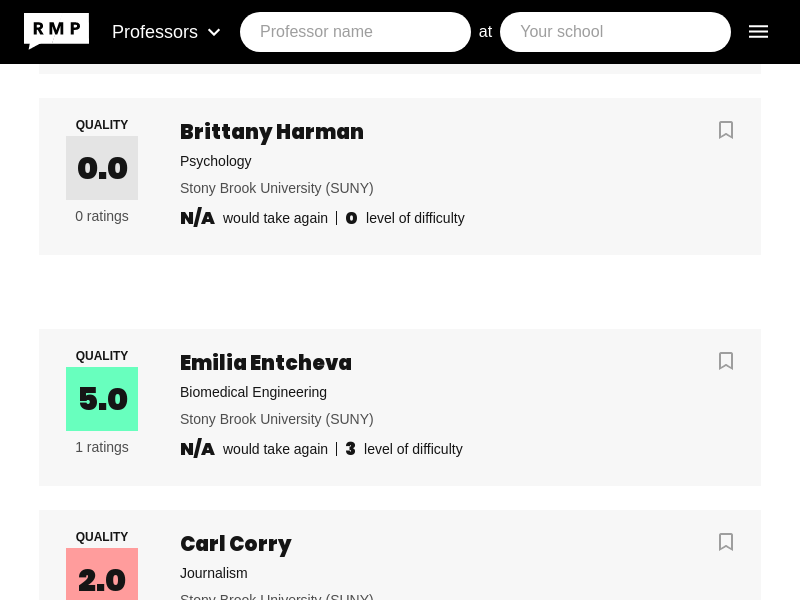 RMP Professors Professor name at Your school
QUALITY
Brittany Harman
0.0
Psychology
Stony Brook University (SUNY)
0 ratings
N/A would take again | 0 level of difficulty
QUALITY
Emilia Entcheva
5.0
Biomedical Engineering
Stony Brook University (SUNY)
1 ratings
N/A would take again | 3 level of difficulty
QUALITY
Carl Corry
2.0
Journalism
Stony Brook University (SUNY)